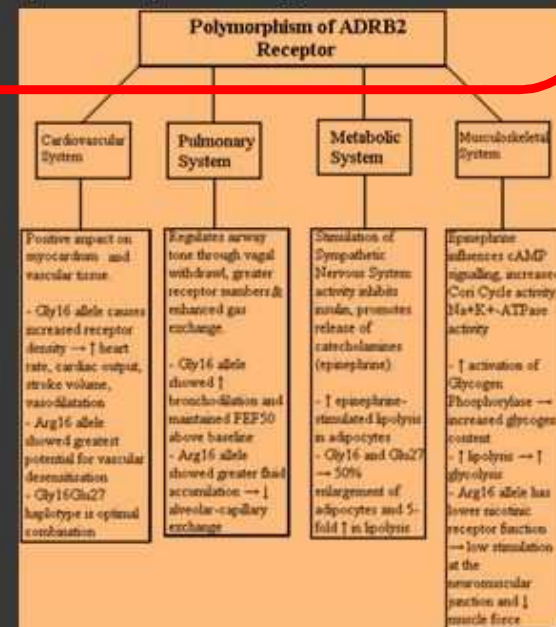 Polymorphism of ADRB2
Receptor
Cardiovascular
System
Pulmonary
System
Metabolic
System
Musculoskeletal
System
Positive impact on
myocardium and
vascular tissue.
- Gly16 allele causes
increased receptor
density → ↑ heart
rate, cardiac output,
stroke volume,
vasodilatation
- Arg16 allele
showed greatest
potential for vascular
desensitization
- Gly16Glu27
haplotype is optimal
combination
Regulates airway
tone through vagal
withdrawl, greater
receptor numbers &
enhanced gas
exchange.
- Gly16 allele
showed ↑
bronchodilation and
maintained FEF50
above baseline
- Arg16 allele
showed greater fluid
accumulation → ↓
alveolar-capillary
exchange
Stimulation of
Sympathetic
Nervous System
activity inhibits
insulin, promotes
release of
catecholamines
(epinephrine)
- ↑ epinephrine-
stimulated lipolysis
in adipocytes
- Gly16 and Glu27
→ 50%
enlargement of
adipocytes and 5-
fold ↑ in lipolysis
Epinephrine
influences cAMP
signalling, increase
Cori Cycle activity
Na+K+-ATPase
activity
- ↑ activation of
Glycogen
Phosphorylase →
increased glycogen
content
- ↑ lipolysis → ↑
glycolysis
- Arg16 allele has
lower nicotinic
receptor function
→ low stimulation
at the
neuromuscular
junction and ↓
muscle force